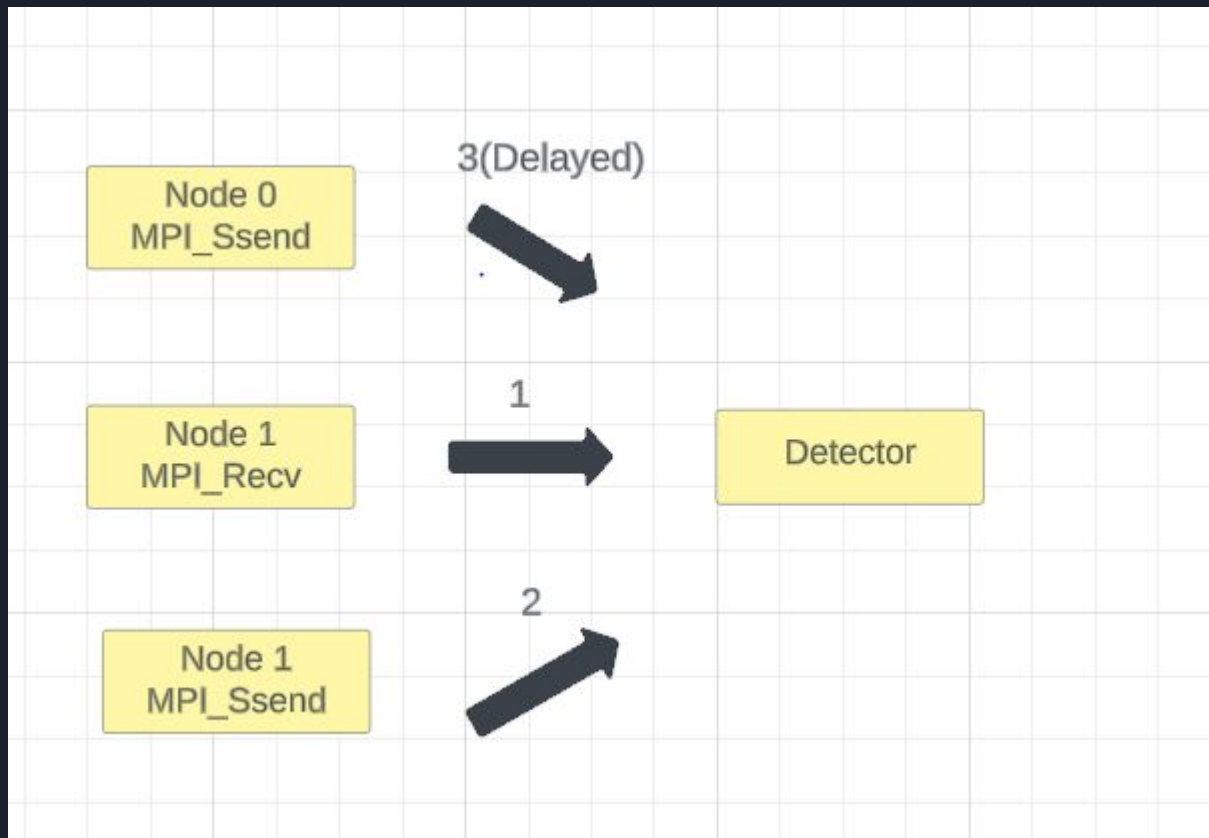 3(Delayed)
Node 0
MPI_Ssend
1
Node 1
MPI_Recv
Detector
2
Node 1
MPI_Ssend